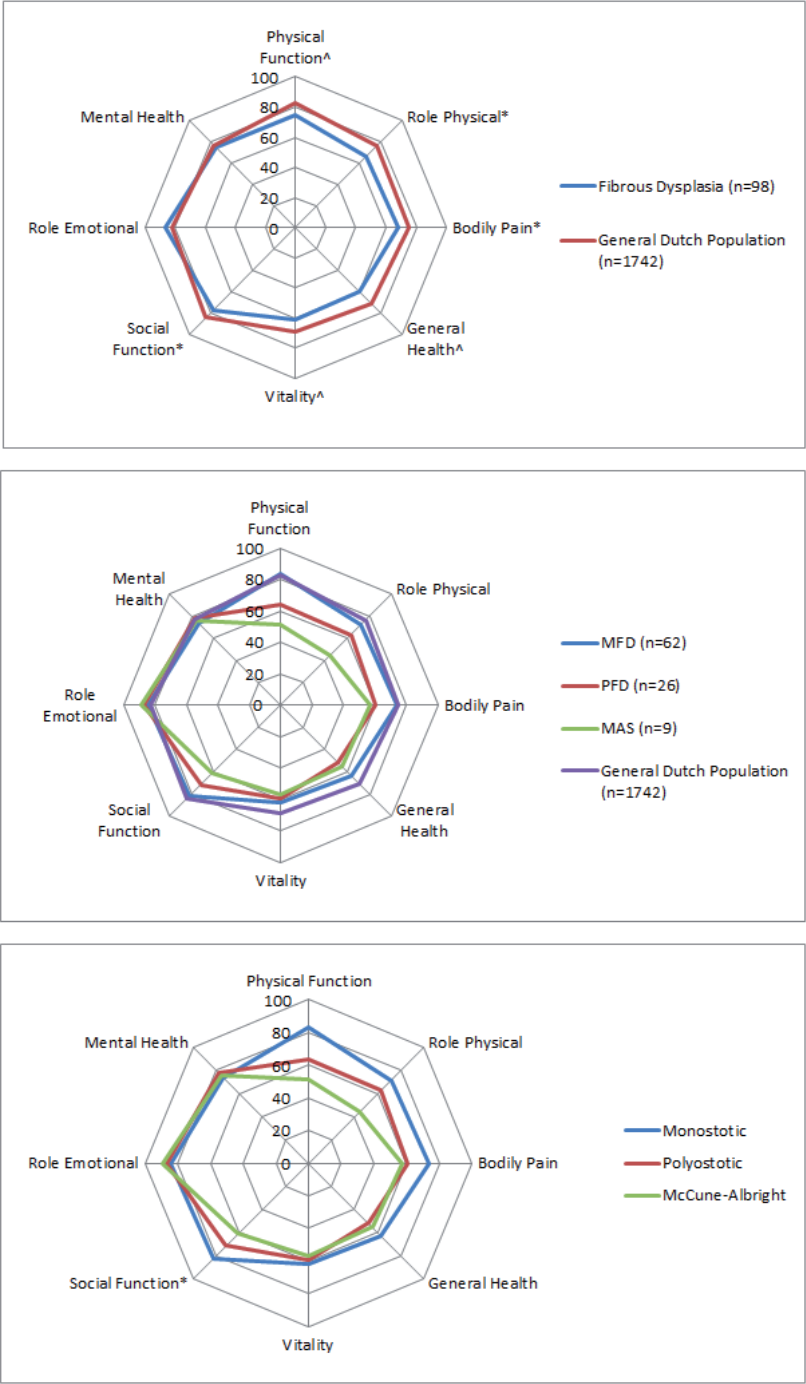 Physical
Function^
100
80
60
40
20
0
Mental Health
Role Physical*
Role Emotional
Bodily Pain*
Social
Function*
General
Health^
Vitality^
Fibrous Dysplasia (n=98)
General Dutch Population
(n=1742)
Physical
Function
100
80
60
40
20
0
Mental
Health
Role Physical
Role
Emotional
Bodily Pain
Social
Function
General
Health
Vitality
MFD (n=62)
PFD (n=26)
MAS (n=9)
General Dutch Population
(n=1742)
Physical Function
100
80
60
40
20
0
Mental Health
Role Physical
Role Emotional
Bodily Pain
Social Function*
General Health
Vitality
Monostotic
Polyostotic
McCune-Albright